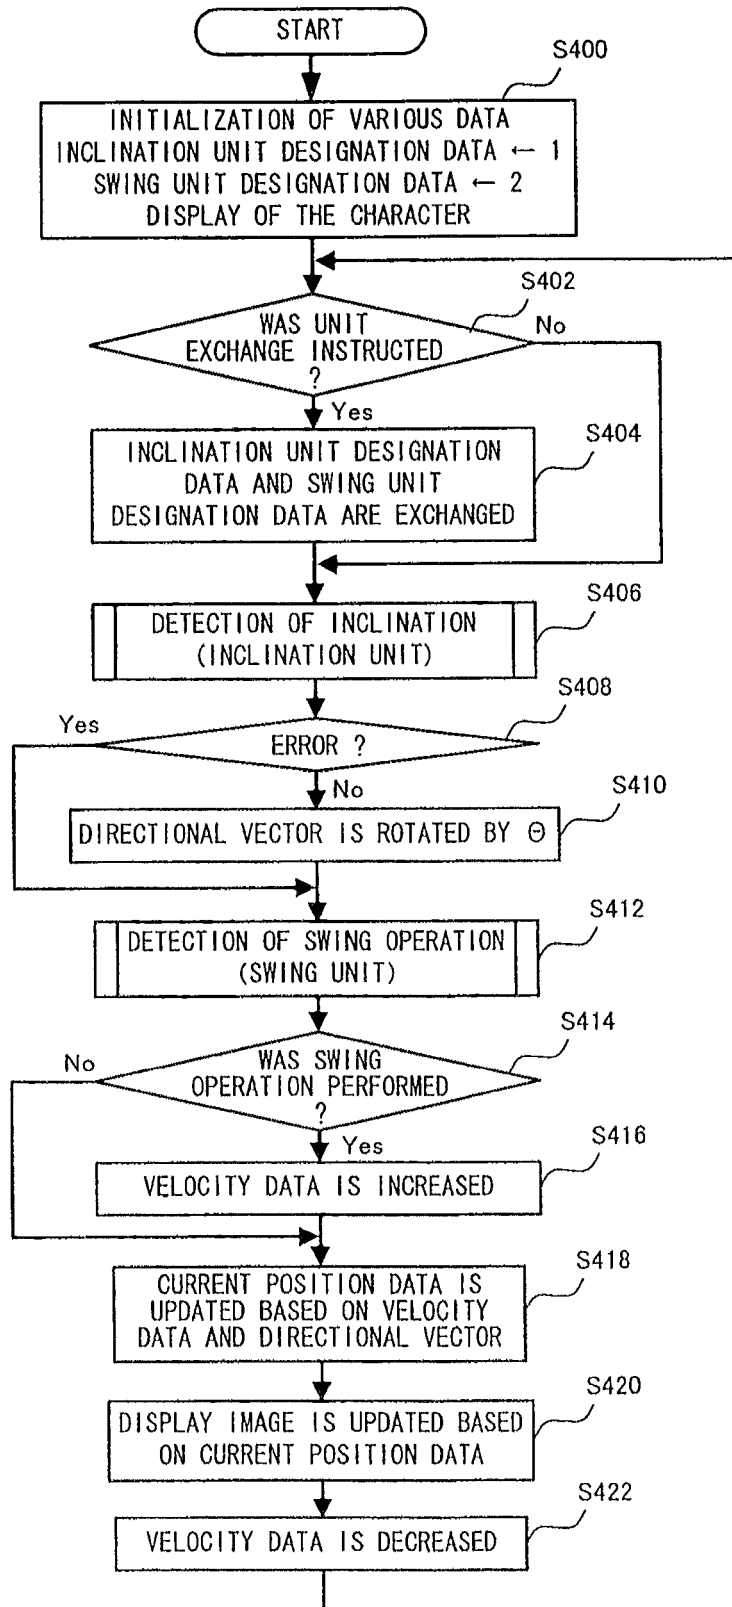 START
S400
INITIALIZATION OF VARIOUS DATA
INCLINATION UNIT DESIGNATION DATA ← 1
SWING UNIT DESIGNATION DATA ← 2
DISPLAY OF THE CHARACTER
S402
WAS UNIT
EXCHANGE INSTRUCTED
?
No
Yes
S404
INCLINATION UNIT DESIGNATION
DATA AND SWING UNIT
DESIGNATION DATA ARE EXCHANGED
S406
DETECTION OF INCLINATION
(INCLINATION UNIT)
S408
Yes
ERROR ?
No
S410
DIRECTIONAL VECTOR IS ROTATED BY Θ
S412
DETECTION OF SWING OPERATION
(SWING UNIT)
S414
No
WAS SWING
OPERATION PERFORMED
?
Yes
S416
VELOCITY DATA IS INCREASED
S418
CURRENT POSITION DATA IS
UPDATED BASED ON VELOCITY
DATA AND DIRECTIONAL VECTOR
S420
DISPLAY IMAGE IS UPDATED BASED
ON CURRENT POSITION DATA
S422
VELOCITY DATA IS DECREASED